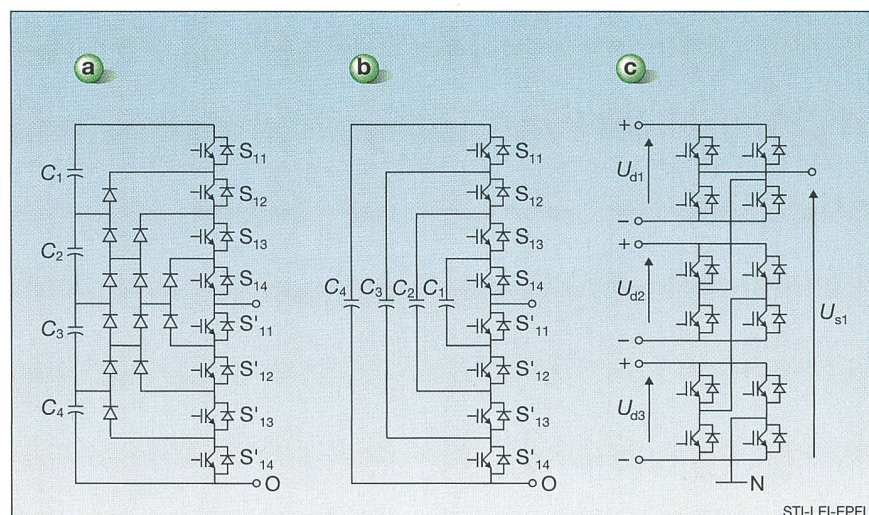 a
b
c
C1
C2
C3
C4
S11
S12
S13
S14
S'11
S'12
S'13
S'14
O
C4 C3 C2 C1
S11
S12
S13
S14
S'11
S'12
S'13
S'14
O
+
Ud1
−
+
Ud2
−
+
Ud3
−
Us1
N
STI-LEI-EPFL